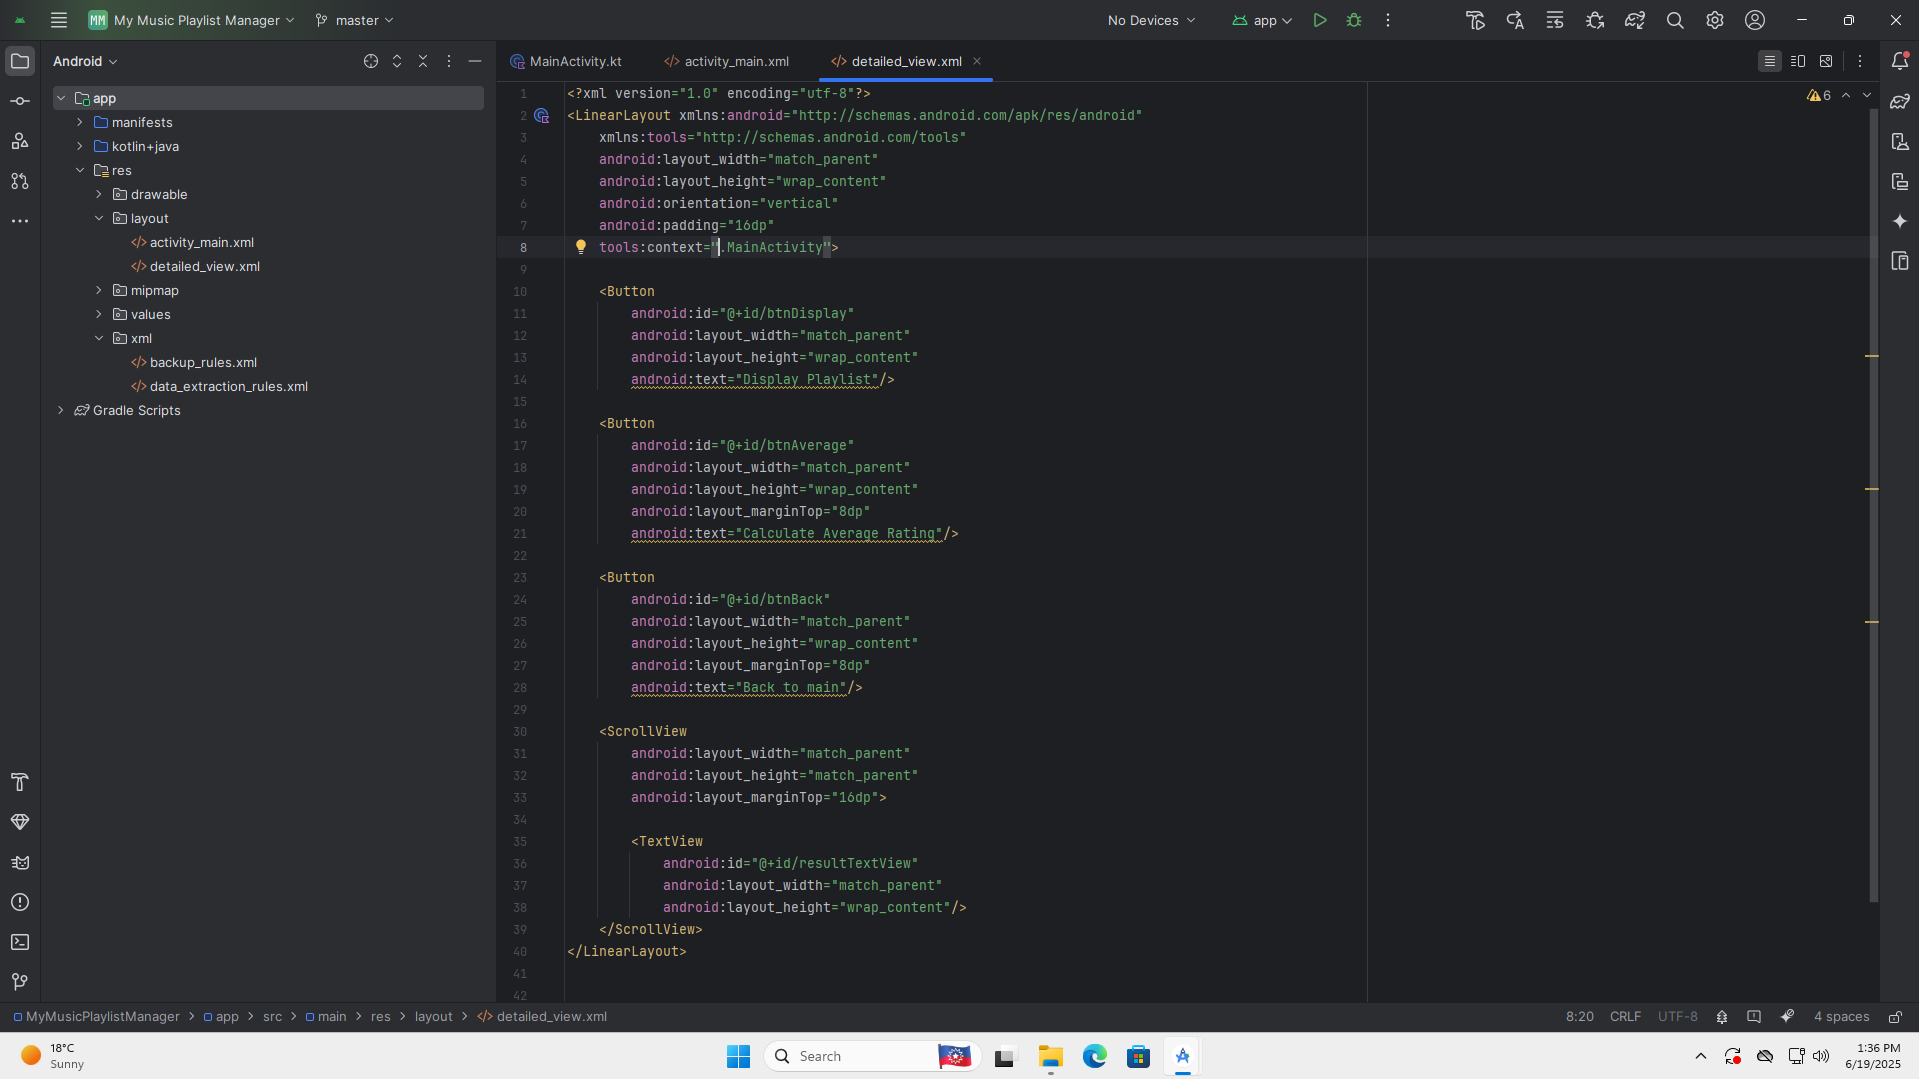 MM My Music Playlist Manager master No Devices app
Android
MainActivity.kt activity_main.xml detailed_view.xml
app
manifests
kotlin+java
res
drawable
layout
activity_main.xml
detailed_view.xml
mipmap
values
xml
backup_rules.xml
data_extraction_rules.xml
Gradle Scripts
6
1 <?xml version="1.0" encoding="utf-8"?>
2 <LinearLayout xmlns:android="http://schemas.android.com/apk/res/android"
3 xmlns:tools="http://schemas.android.com/tools"
4 android:layout_width="match_parent"
5 android:layout_height="wrap_content"
6 android:orientation="vertical"
7 android:padding="16dp"
8 tools:context=".MainActivity">
9
10 <Button
11 android:id="@+id/btnDisplay"
12 android:layout_width="match_parent"
13 android:layout_height="wrap_content"
14 android:text="Display Playlist"/>
15
16 <Button
17 android:id="@+id/btnAverage"
18 android:layout_width="match_parent"
19 android:layout_height="wrap_content"
20 android:layout_marginTop="8dp"
21 android:text="Calculate Average Rating"/>
22
23 <Button
24 android:id="@+id/btnBack"
25 android:layout_width="match_parent"
26 android:layout_height="wrap_content"
27 android:layout_marginTop="8dp"
28 android:text="Back to main"/>
29
30 <ScrollView
31 android:layout_width="match_parent"
32 android:layout_height="match_parent"
33 android:layout_marginTop="16dp">
34
35 <TextView
36 android:id="@+id/resultTextView"
37 android:layout_width="match_parent"
38 android:layout_height="wrap_content"/>
39 </ScrollView>
40 </LinearLayout>
41
42
MyMusicPlaylistManager > app > src > main > res > layout > detailed_view.xml 8:20 CRLF UTF-8 4 spaces
18°C
Sunny
Search
1:36 PM
6/19/2025